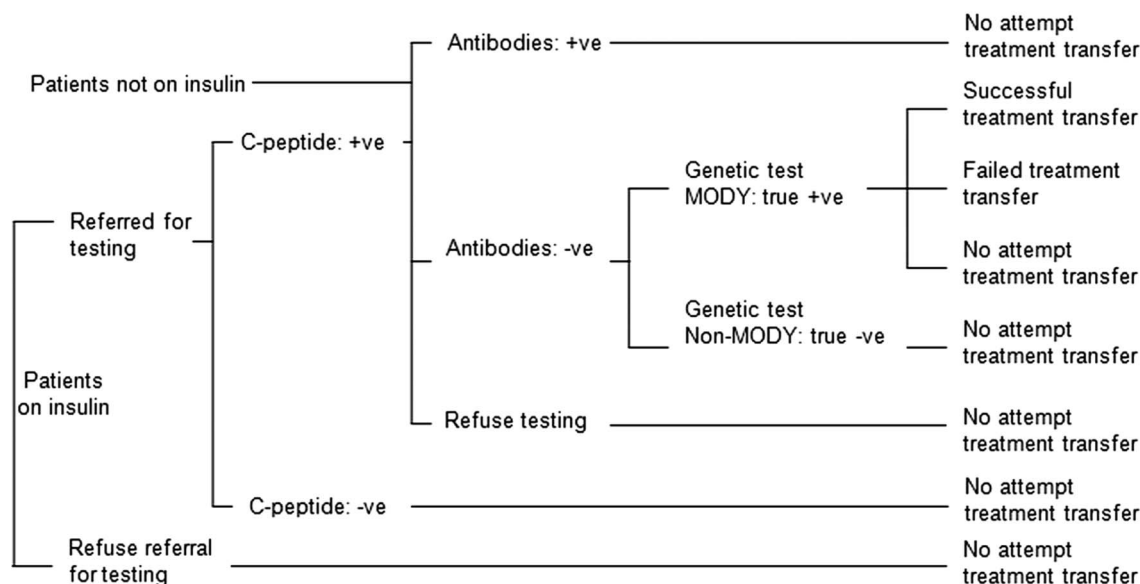 No attempt
treatment transfer
Antibodies: +ve
Patients not on insulin
Successful
treatment transfer
C-peptide: +ve
Genetic test
MODY: true +ve
Failed treatment
transfer
Referred for
testing
Antibodies: -ve
No attempt
treatment transfer
Genetic test
Non-MODY: true -ve
No attempt
treatment transfer
Patients
on insulin
Refuse testing
No attempt
treatment transfer
C-peptide: -ve
No attempt
treatment transfer
Refuse referral
for testing
No attempt
treatment transfer